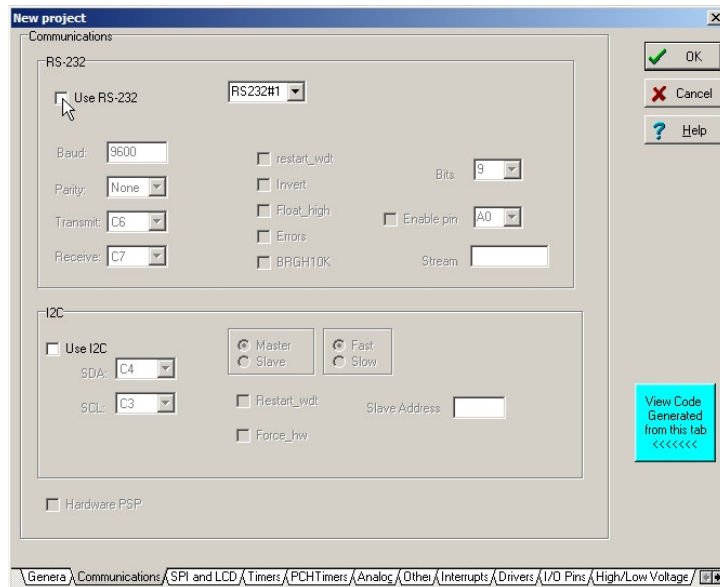 New project
Communications
RS-232
Use RS-232
RS232#1
OK
Cancel
Help
Baud: 9600
Parity: None
Transmit: C6
Receive: C7
restart_wdt
Invert
Float_high
Errors
BRGH10K
Bits 9
Enable pin A0
Stream
I2C
Use I2C
SDA: C4
SCL: C3
Master
Slave
Fast
Slow
Restart_wdt
Force_hw
Slave Address
View Code
Generated
from this tab
<<<<<<<
Hardware PSP
Genera Communications SPI and LCD Timers PCHTimers Analog Other Interrupts Drivers I/O Pins High/Low Voltage